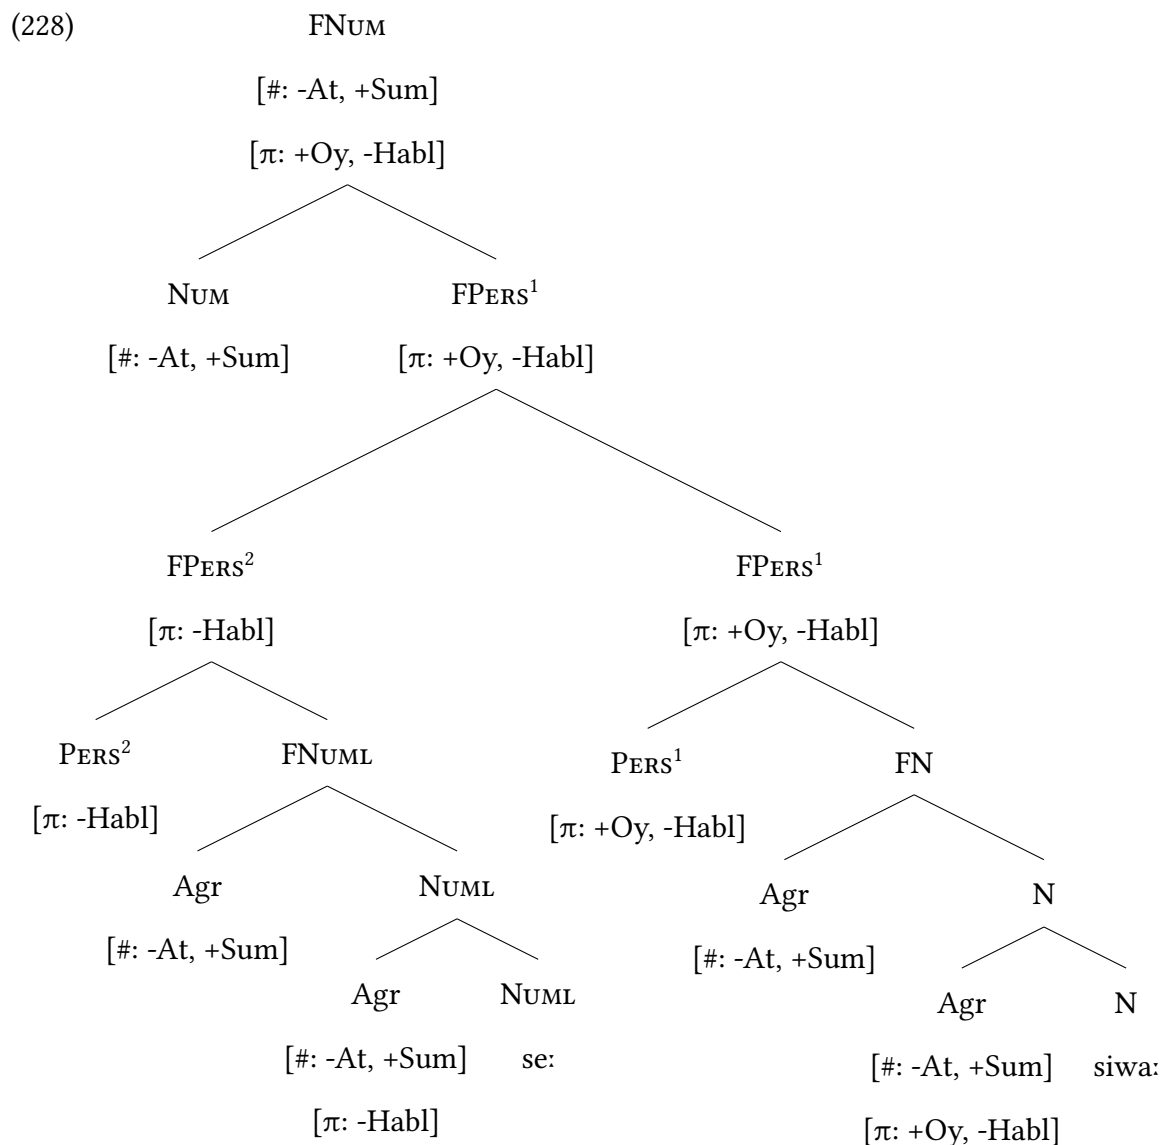 (228) FNUM
[#: -At, +Sum]
[π: +Oy, -Habl]
NUM FPERS¹
[#: -At, +Sum] [π: +Oy, -Habl]
FPERS² FPERS¹
[π: -Habl] [π: +Oy, -Habl]
PERS² FNUML PERS¹ FN
[π: -Habl] [π: +Oy, -Habl]
Agr NUML Agr N
[#: -At, +Sum] [#: -At, +Sum]
Agr NUML Agr N
[#: -At, +Sum] seː [#: -At, +Sum] siwaː
[π: -Habl] [π: +Oy, -Habl]